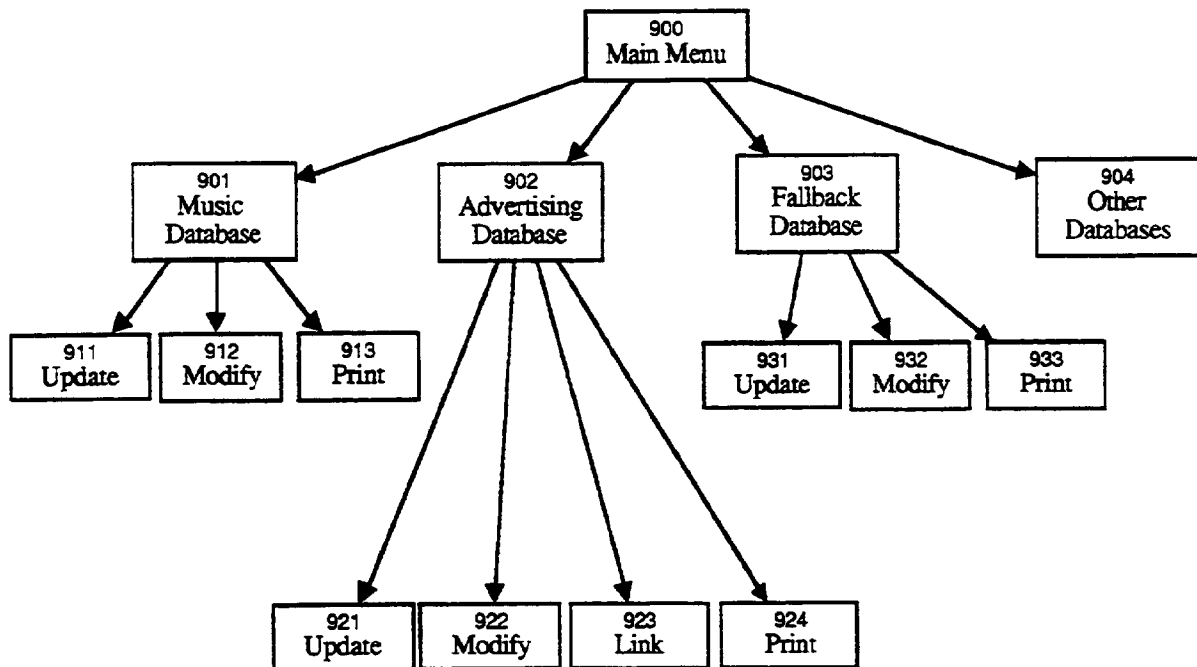 900
Main Menu
901
Music
Database
902
Advertising
Database
903
Fallback
Database
904
Other
Databases
911
Update
912
Modify
913
Print
931
Update
932
Modify
933
Print
921
Update
922
Modify
923
Link
924
Print